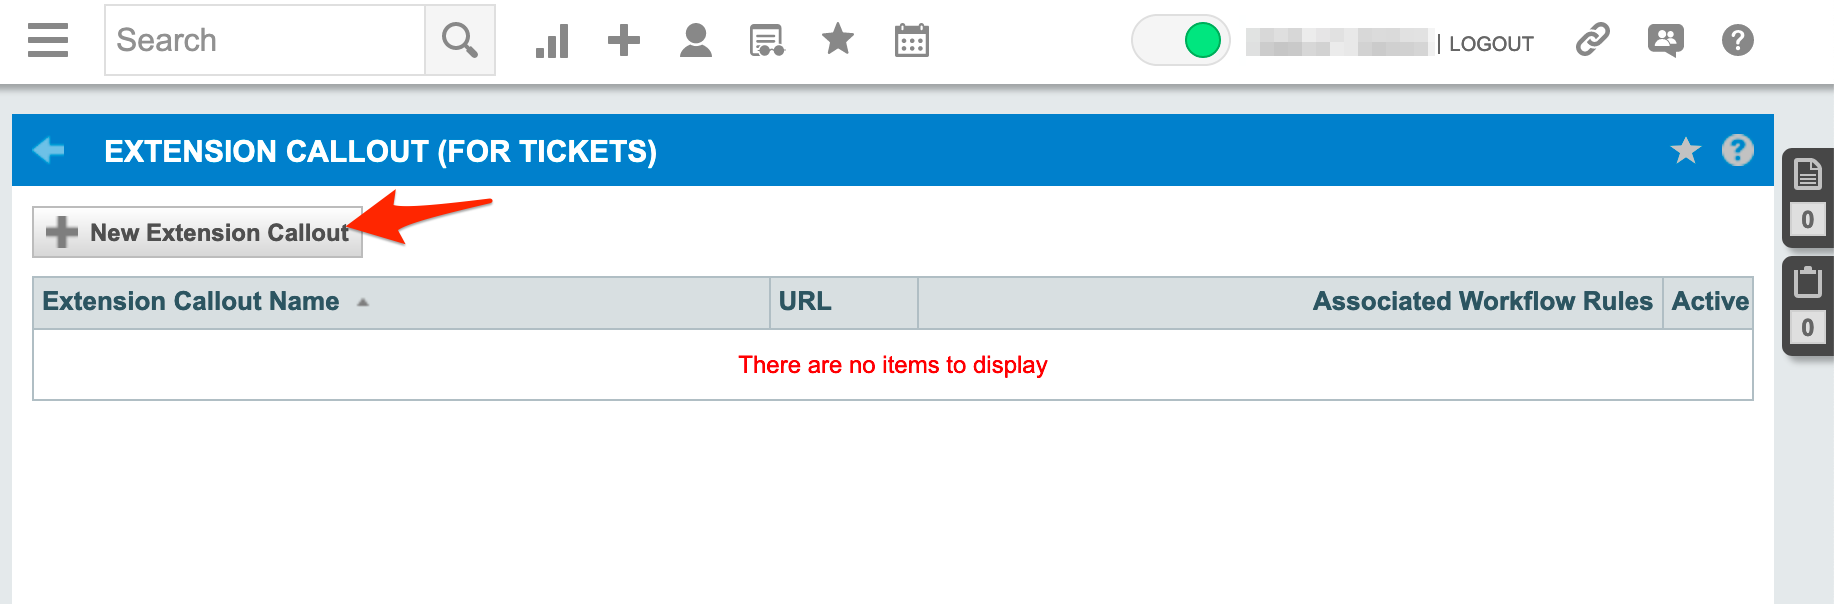 Search
| LOGOUT
?
EXTENSION CALLOUT (FOR TICKETS)
?
New Extension Callout
Extension Callout Name URL Associated Workflow Rules Active
There are no items to display
0
0